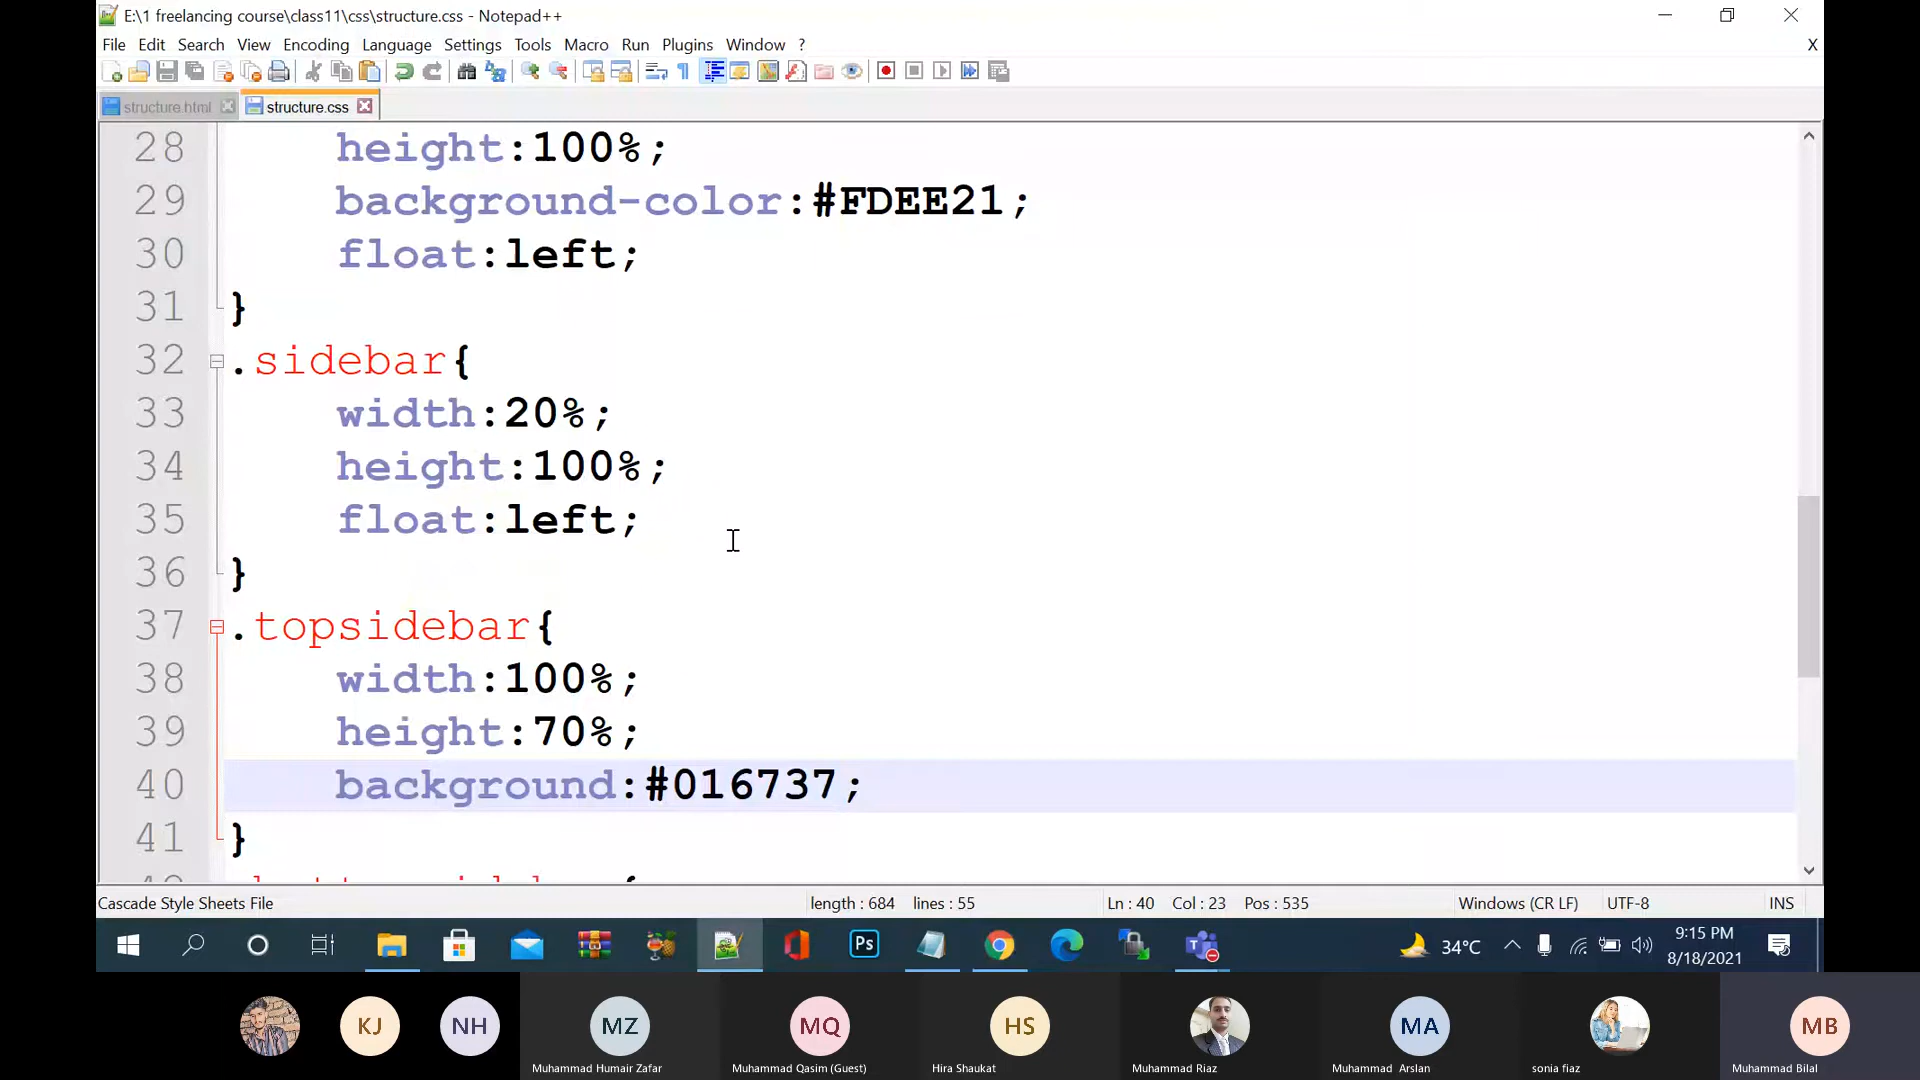 E:\1 freelancing course\class11\css\structure.css - Notepad++
File Edit Search View Encoding Language Settings Tools Macro Run Plugins Window ? X
structure.html structure.css
28 height:100%;
29 background-color:#FDEE21;
30 float:left;
31 }
32 .sidebar{
33 width:20%;
34 height:100%;
35 float:left;
36 }
37 .topsidebar{
38 width:100%;
39 height:70%;
40 background:#016737;
41 }
Cascade Style Sheets File length : 684 lines : 55 Ln : 40 Col : 23 Pos : 535 Windows (CR LF) UTF-8 INS
Ps 34°C 9:15 PM
8/18/2021
KJ NH MZ MQ HS MA MB
Muhammad Humair Zafar Muhammad Qasim (Guest) Hira Shaukat Muhammad Riaz Muhammad Arslan sonia fiaz Muhammad Bilal